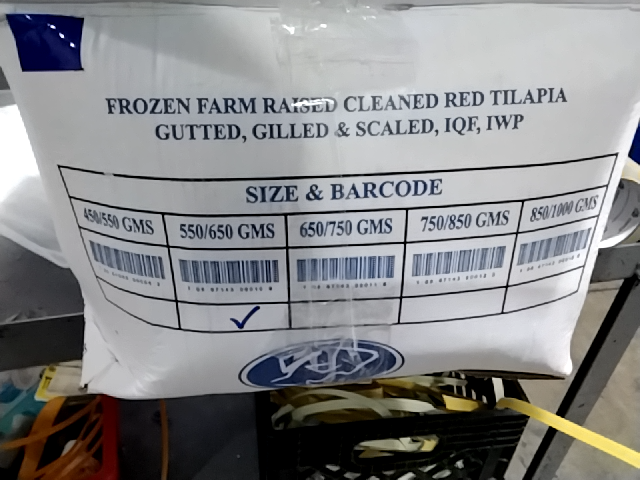 FROZEN FARM RAISED CLEANED RED TILAPIA
GUTTED, GILLED & SCALED, IQF, IWP
SIZE & BARCODE
450/550 GMS 550/650 GMS 650/750 GMS 750/850 GMS 850/1000 GMS